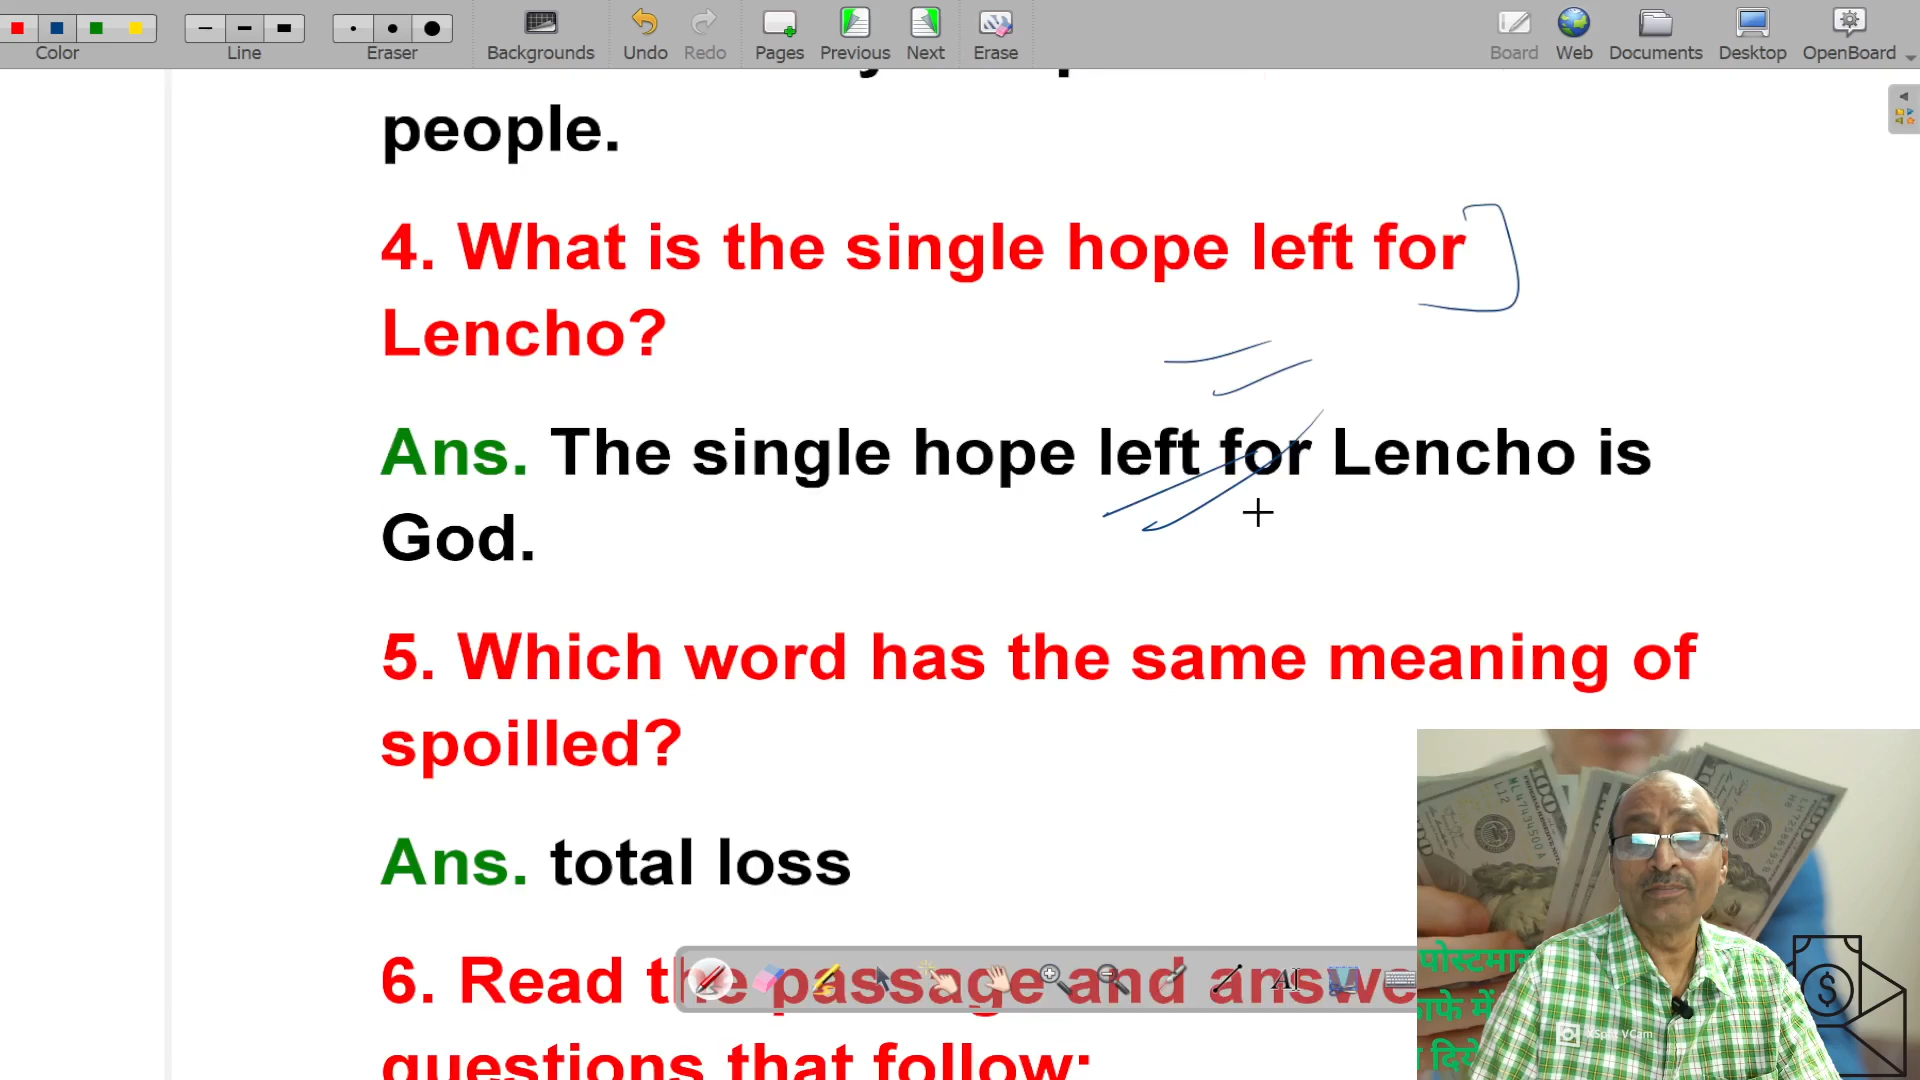 Color
Line
Eraser
Backgrounds
Undo
Redo
Pages
Previous
Next
Erase
Board
Web
Documents
Desktop
OpenBoard
people.
4. What is the single hope left for
Lencho?
Ans. The single hope left for Lencho is
God.
5. Which word has the same meaning of
spoilled?
Ans. total loss
6. Read the passage and answe
questions that follow:
में
XSplit VCam